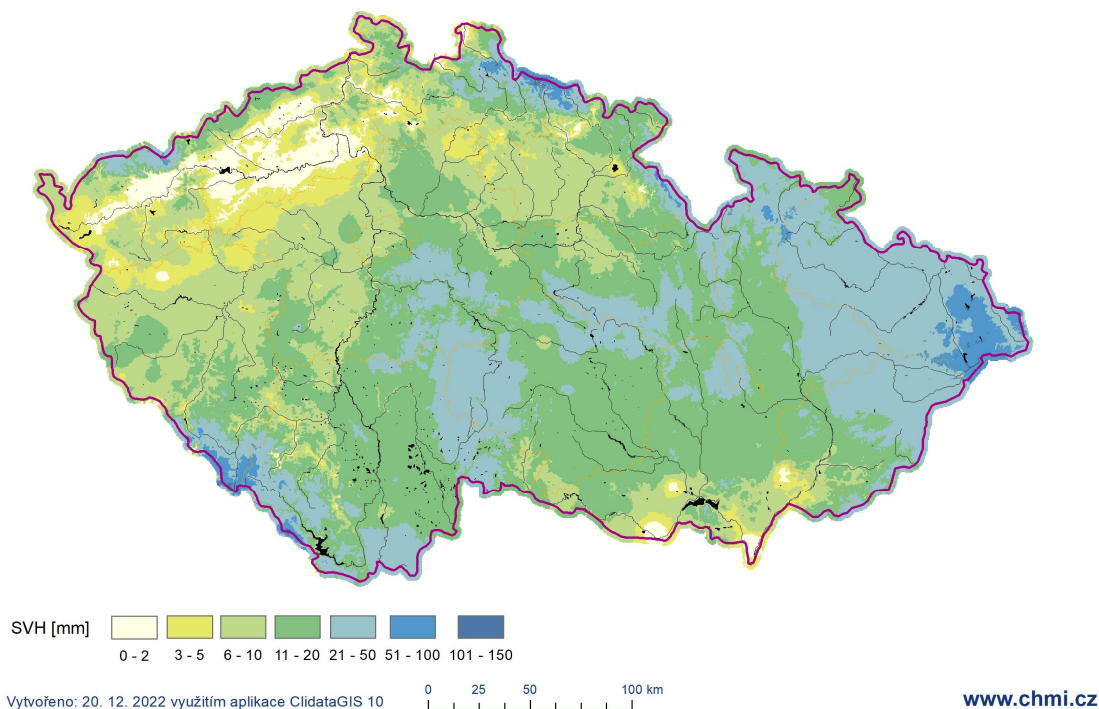 SVH [mm]
0 - 2 3 - 5 6 - 10 11 - 20 21 - 50 51 - 100 101 - 150
Vytvořeno: 20. 12. 2022 využitím aplikace ClidataGIS 10
0 25 50 100 km
www.chmi.cz